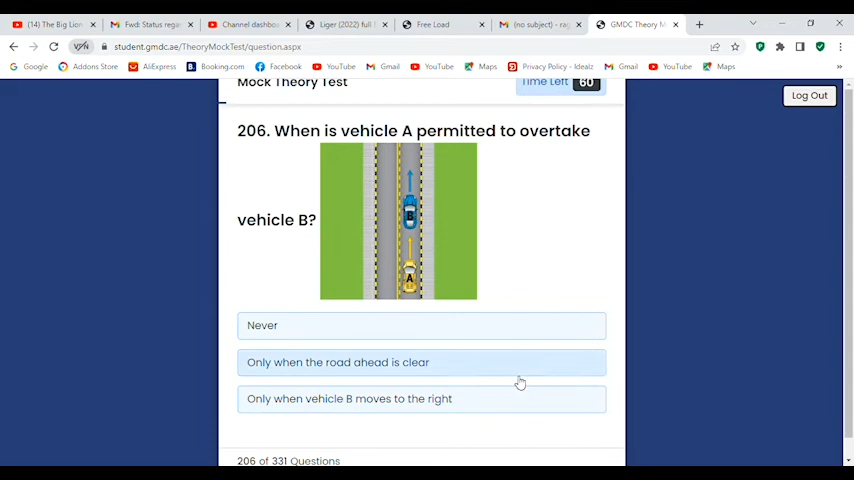 (14) The Big Lion
Fwd: Status rega
Channel dashbo
Liger (2022) full
Free Load
(no subject) - rag
GMDC Theory M
VPN
student.gmdc.ae/TheoryMockTest/question.aspx
Google
Addons Store
AliExpress
Booking.com
Facebook
YouTube
Gmail
YouTube
Maps
Privacy Policy - Idealz
Gmail
YouTube
Maps
Mock Theory Test
Time Left 60
Log Out
206. When is vehicle A permitted to overtake
vehicle B?
B
A
Never
Only when the road ahead is clear
Only when vehicle B moves to the right
206 of 331 Questions